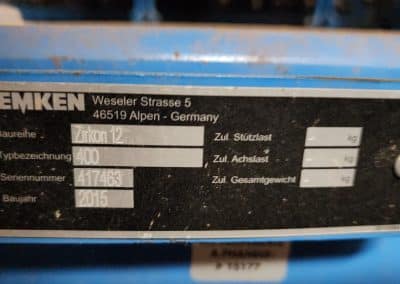 EMKEN Weseler Strasse 5
46519 Alpen - Germany
Baureihe Zirkon 12 Zul. Stützlast kg
Typbezeichnung 400 Zul. Achslast kg
Seriennummer 417463 Zul. Gesamtgewicht kg
Baujahr 2015